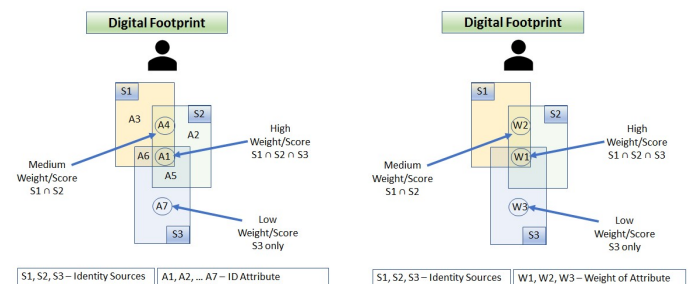 Digital Footprint
S1
A3
A4
S2
A2
High
Weight/Score
S1 ∩ S2 ∩ S3
A6
A1
Medium
Weight/Score
S1 ∩ S2
A5
A7
Low
Weight/Score
S3 only
S3
S1, S2, S3 – Identity Sources
A1, A2, ... A7 – ID Attribute
Digital Footprint
S1
W2
S2
High
Weight/Score
S1 ∩ S2 ∩ S3
W1
Medium
Weight/Score
S1 ∩ S2
W3
Low
Weight/Score
S3 only
S3
S1, S2, S3 – Identity Sources
W1, W2, W3 – Weight of Attribute